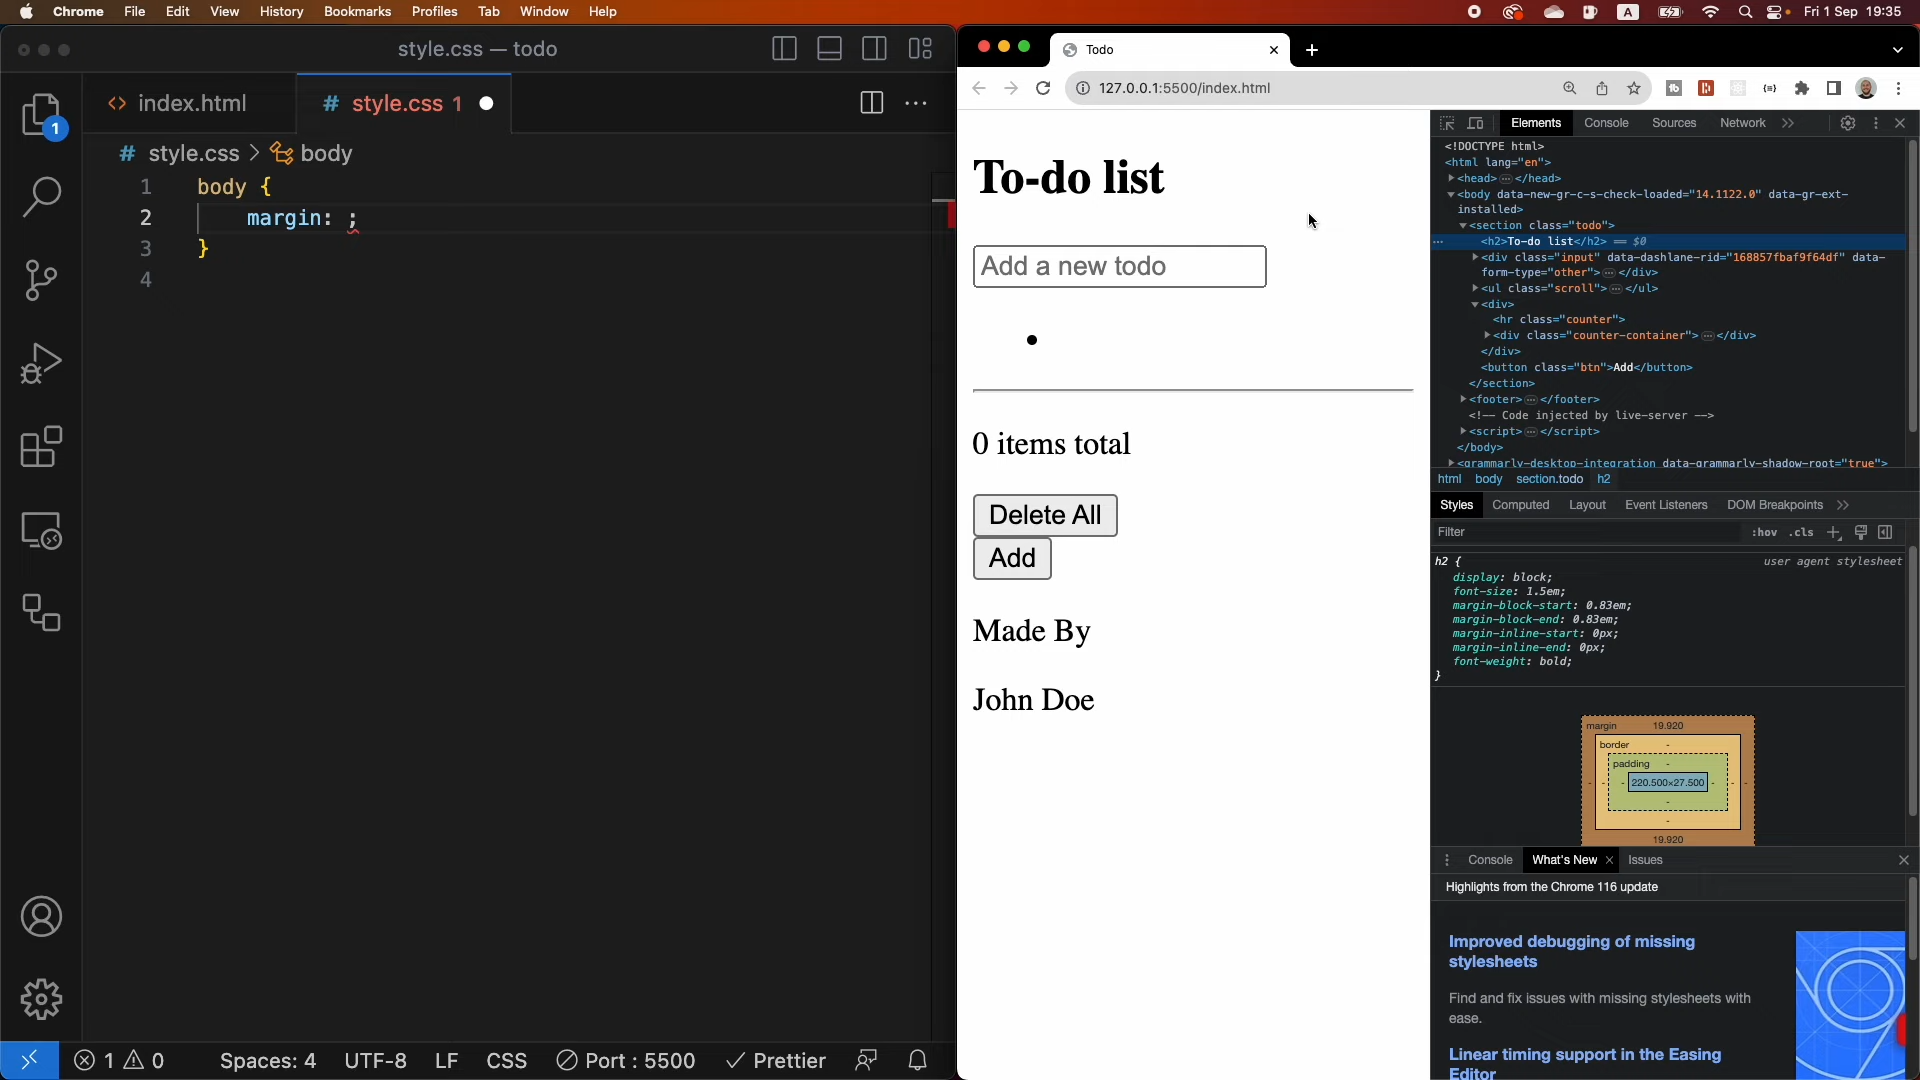 Chrome File Edit View History Bookmarks Profiles Tab Window Help
A Fri 1 Sep 19:35
style.css — todo
<> index.html
# style.css 1
# style.css > body
1 body {
2 margin: ;
3 }
4
1
1 0 Spaces: 4 UTF-8 LF CSS Port : 5500 Prettier
Todo
127.0.0.1:5500/index.html
To-do list
Add a new todo
0 items total
Delete All
Add
Made By
John Doe
Elements Console Sources Network
<!DOCTYPE html>
<html lang="en">
<head> </head>
<body data-new-gr-c-s-check-loaded="14.1122.0" data-gr-ext-
installed>
<section class="todo">
<h2>To-do list</h2> == $0
<div class="input" data-dashlane-rid="168857fbaf9f64df" data-
form-type="other"> </div>
<ul class="scroll"> </ul>
<div>
<hr class="counter">
<div class="counter-container"> </div>
</div>
<button class="btn">Add</button>
</section>
<footer> </footer>
<!-- Code injected by live-server -->
<script> </script>
</body>
<grammarly-desktop-integration data-grammarly-shadow-root="true">
html body section.todo h2
Styles Computed Layout Event Listeners DOM Breakpoints
Filter :hov .cls
h2 { user agent stylesheet
display: block;
font-size: 1.5em;
margin-block-start: 0.83em;
margin-block-end: 0.83em;
margin-inline-start: 0px;
margin-inline-end: 0px;
font-weight: bold;
}
margin 19.920
border -
padding -
- - - 220.500×27.500 - - -
-
-
19.920
Console What's New Issues
Highlights from the Chrome 116 update
Improved debugging of missing
stylesheets
Find and fix issues with missing stylesheets with
ease.
Linear timing support in the Easing
Editor